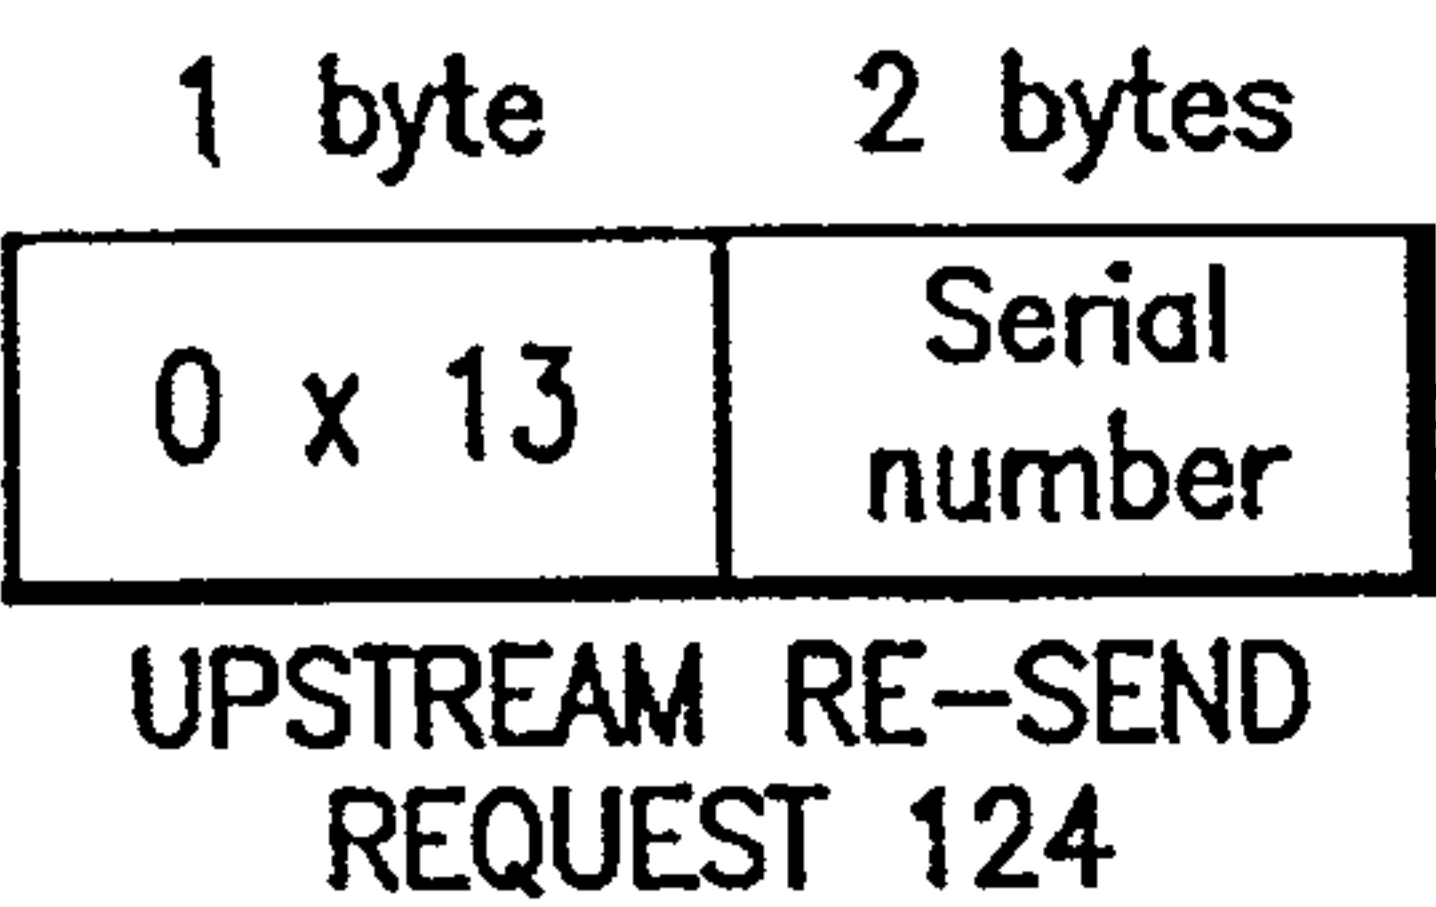 1 byte 2 bytes
0 x 13
Serial
number
UPSTREAM RE-SEND
REQUEST 124